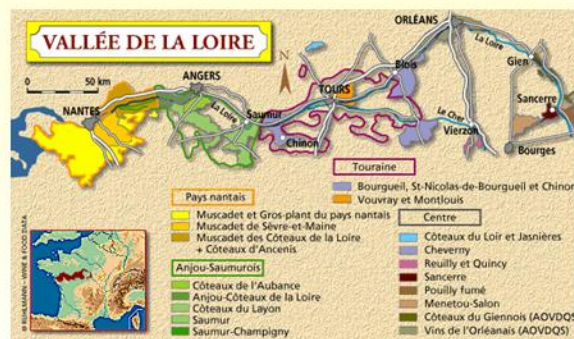 VALLÉE DE LA LOIRE
0 50 km
N
ORLÉANS
La Loire
Gien
Blois
ANGERS
TOURS
NANTES
La Loire
Saumur
Le Cher
Sancerre
Vierzon
Chinon
Bourges
Touraine
Bourgueil, St-Nicolas-de-Bourgueil et Chinon
Vouvray et Montlouis
Pays nantais
Muscadet et Gros-plant du pays nantais
Muscadet de Sèvre-et-Maine
Muscadet des Côteaux de la Loire
+ Côteaux d'Ancenis
Anjou-Saumurois
Côteaux de l'Aubance
Anjou-Côteaux de la Loire
Côteaux du Layon
Saumur
Saumur-Champigny
Centre
Côteaux du Loir et Jasnières
Cheverny
Reuilly et Quincy
Sancerre
Pouilly fumé
Menetou-Salon
Côteaux du Giennois (AOVDQS)
Vins de l'Orléanais (AOVDQS)
© RUHLMANN - WINE & FOOD DATA